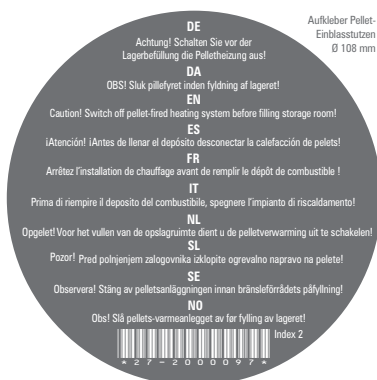 Aufkleber Pellet-
Einblasstutzen
Ø 108 mm
DE
Achtung! Schalten Sie vor der
Lagerbefüllung die Pelletheizung aus!
DA
OBS! Sluk pillefyret inden fyldning af lageret!
EN
Caution! Switch off pellet-fired heating system before filling storage room!
ES
¡Atención! ¡Antes de llenar el depósito desconectar la calefacción de pelets!
FR
Arrêtez l'installation de chauffage avant de remplir le dépôt de combustible !
IT
Prima di riempire il deposito del combustibile, spegnere l'impianto di riscaldamento!
NL
Opgelet! Voor het vullen van de opslagruimte dient u de pelletverwarming uit te schakelen!
SL
Pozor! Pred polnjenjem zalogovnika izklopite ogrevalno napravo na pelete!
SE
Observera! Stäng av pelletsanläggningen innan bränsleförrådets påfyllning!
NO
Obs! Slå pellets-varmeanlegget av før fylling av lageret!
Index 2
*27-2000097*